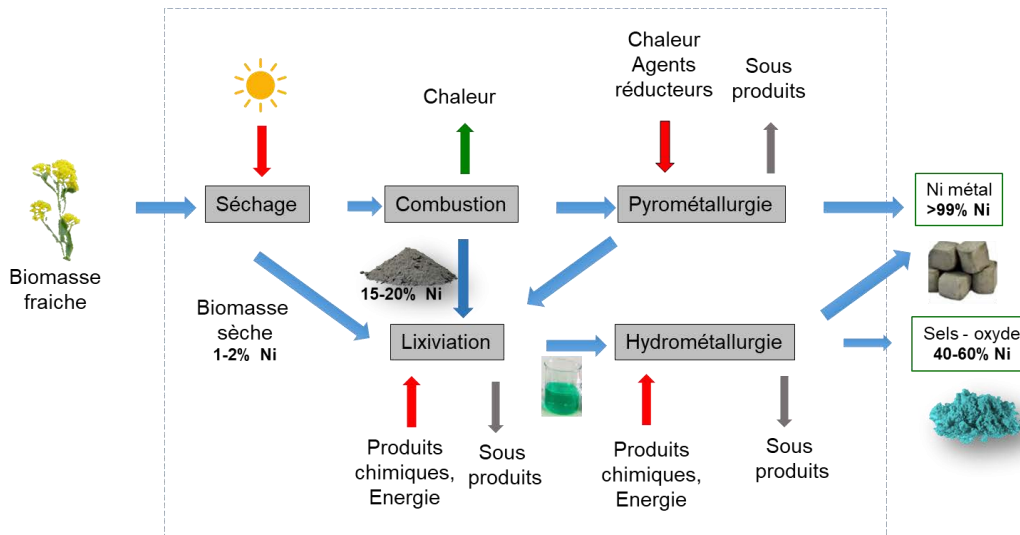 Chaleur
Agents
réducteurs
Sous
produits
Chaleur
Séchage
Combustion
Pyrométallurgie
Ni métal
>99% Ni
Biomasse
fraiche
15-20% Ni
Biomasse
sèche
1-2% Ni
Lixiviation
Hydrométallurgie
Sels - oxyde
40-60% Ni
Produits
chimiques,
Energie
Sous
produits
Produits
chimiques,
Energie
Sous
produits